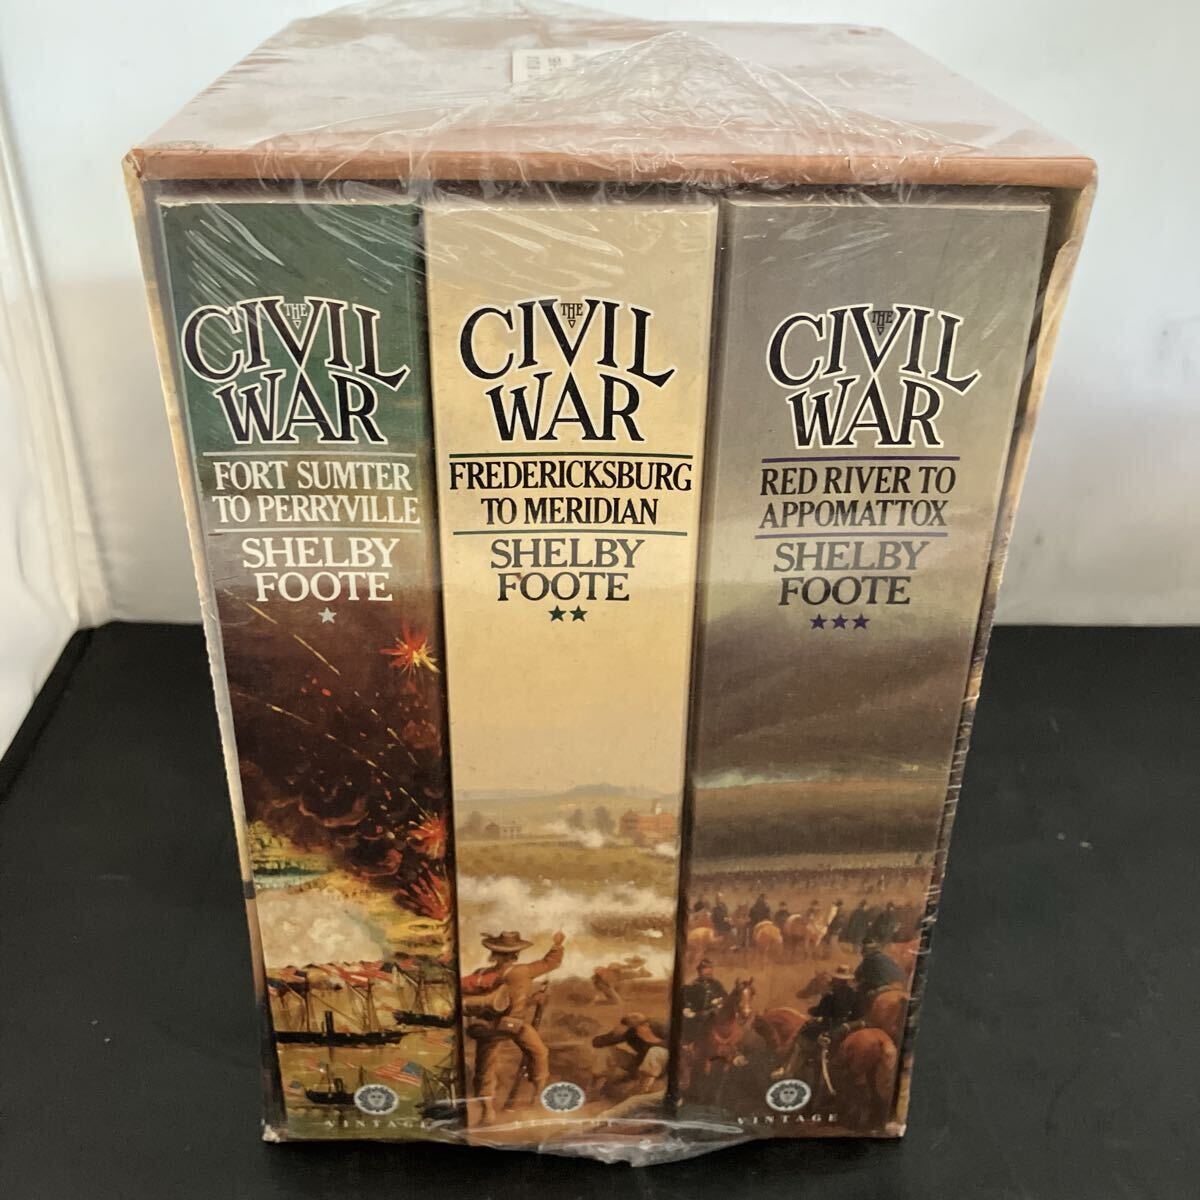 THE
CIVIL
WAR
FORT SUMTER
TO PERRYVILLE
SHELBY
FOOTE
VINTAGE
THE
CIVIL
WAR
FREDERICKSBURG
TO MERIDIAN
SHELBY
FOOTE
VINTAGE
THE
CIVIL
WAR
RED RIVER TO
APPOMATTOX
SHELBY
FOOTE
VINTAGE